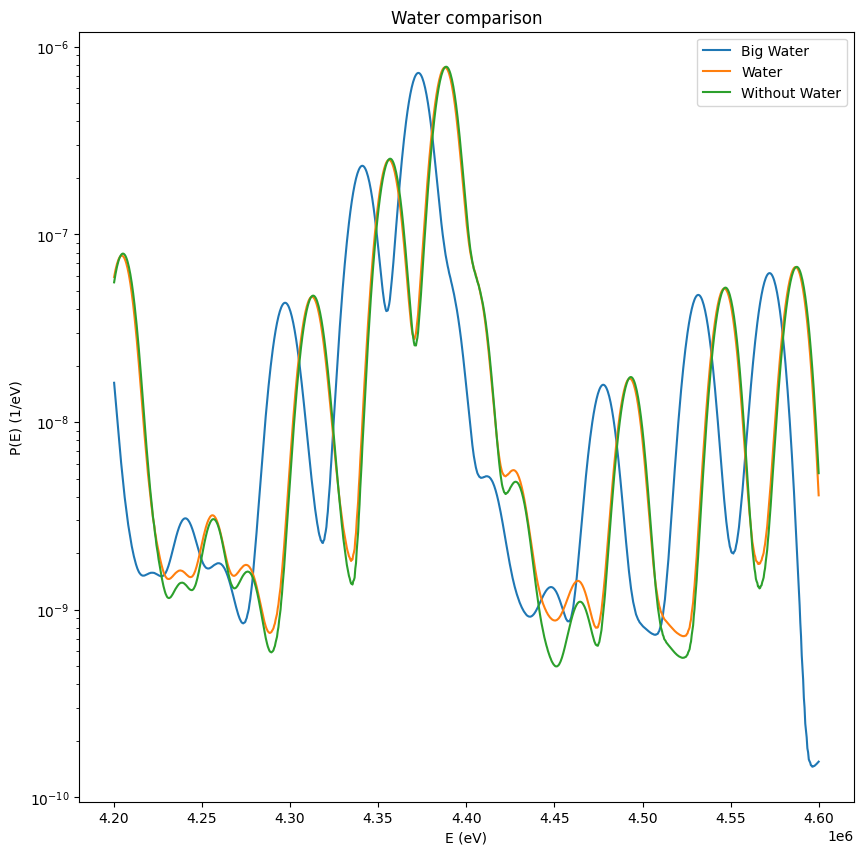 Water comparison
Big Water
Water
Without Water
10⁻⁶
10⁻⁷
10⁻⁸
10⁻⁹
10⁻¹⁰
P(E) (1/eV)
4.20 4.25 4.30 4.35 4.40 4.45 4.50 4.55 4.60
1e6
E (eV)